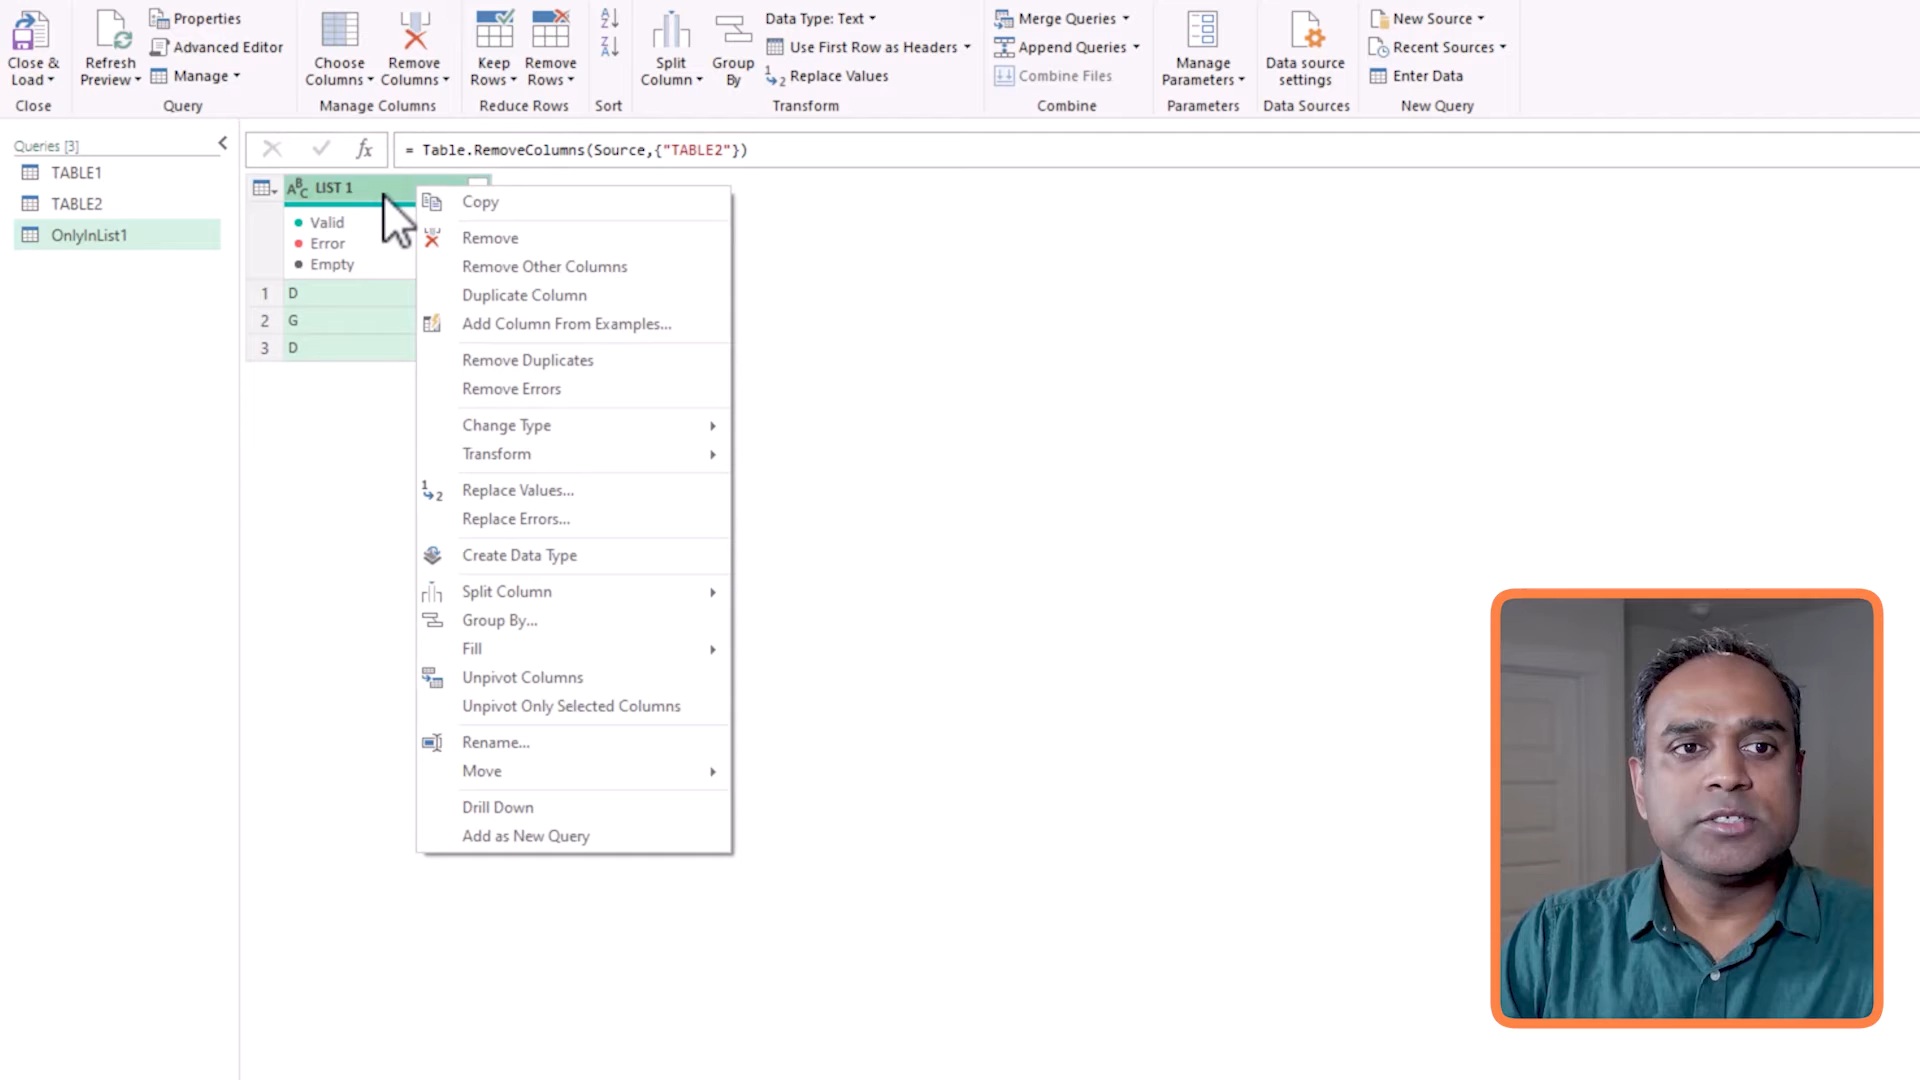 Close & Load
Close
Refresh Preview
Properties
Advanced Editor
Manage
Query
Choose Columns
Remove Columns
Manage Columns
Keep Rows
Remove Rows
Reduce Rows
A Z
Z A
Sort
Split Column
Group By
Data Type: Text
Use First Row as Headers
1 2 Replace Values
Transform
Merge Queries
Append Queries
Combine Files
Combine
Manage Parameters
Parameters
Data source settings
Data Sources
New Source
Recent Sources
Enter Data
New Query
Queries [3]
TABLE1
TABLE2
OnlyInList1
fx
= Table.RemoveColumns(Source,{"TABLE2"})
ABC LIST 1
Valid
Error
Empty
1 D
2 G
3 D
Copy
Remove
Remove Other Columns
Duplicate Column
Add Column From Examples...
Remove Duplicates
Remove Errors
Change Type
Transform
1 2 Replace Values...
Replace Errors...
Create Data Type
Split Column
Group By...
Fill
Unpivot Columns
Unpivot Only Selected Columns
Rename...
Move
Drill Down
Add as New Query